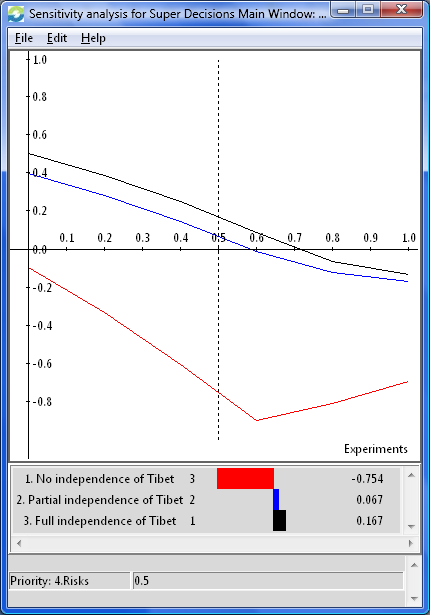 Sensitivity analysis for Super Decisions Main Window: ...
File Edit Help
1.0
0.8
0.6
0.4
0.2
0.1 0.2 0.3 0.4 0.5 0.6 0.7 0.8 0.9 1.0
0.0
-0.2
-0.4
-0.6
-0.8
Experiments
1. No independence of Tibet 3 -0.754
2. Partial independence of Tibet 2 0.067
3. Full independence of Tibet 1 0.167
Priority: 4.Risks 0.5